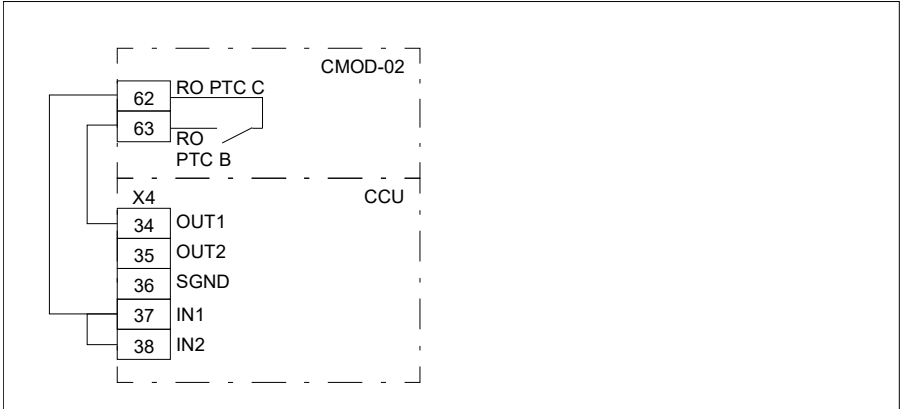 CMOD-02
62 RO PTC C
63 RO
PTC B
X4 CCU
34 OUT1
35 OUT2
36 SGND
37 IN1
38 IN2